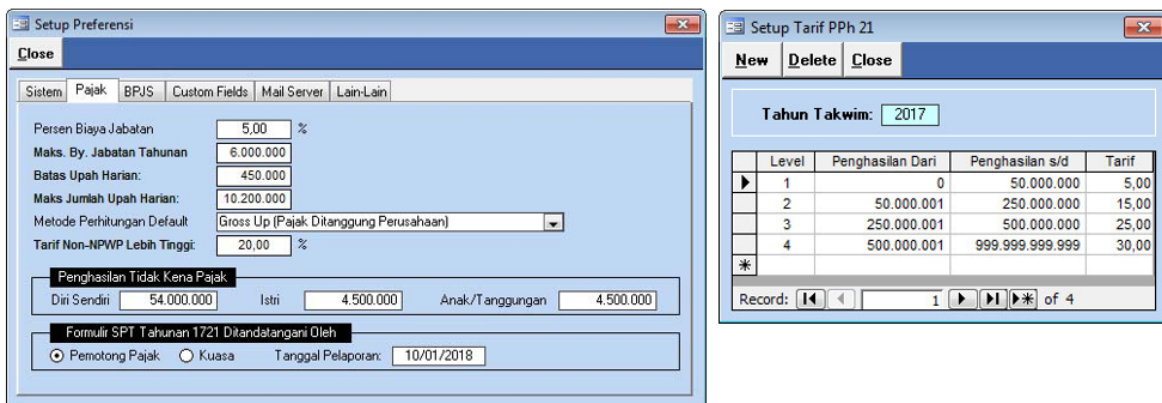 Setup Preferensi
Close
Sistem Pajak BPJS Custom Fields Mail Server Lain-Lain
Persen Biaya Jabatan 5,00 %
Maks. By. Jabatan Tahunan 6.000.000
Batas Upah Harian: 450.000
Maks Jumlah Upah Harian: 10.200.000
Metode Perhitungan Default Gross Up (Pajak Ditanggung Perusahaan)
Tarif Non-NPWP Lebih Tinggi: 20,00 %
Penghasilan Tidak Kena Pajak
Diri Sendiri 54.000.000 Istri 4.500.000 Anak/Tanggungan 4.500.000
Formulir SPT Tahunan 1721 Ditandatangani Oleh
Pemotong Pajak Kuasa Tanggal Pelaporan: 10/01/2018
Setup Tarif PPh 21
New Delete Close
Tahun Takwim: 2017
Level Penghasilan Dari Penghasilan s/d Tarif
1 0 50.000.000 5,00
2 50.000.001 250.000.000 15,00
3 250.000.001 500.000.000 25,00
4 500.000.001 999.999.999.999 30,00
Record: 1 of 4